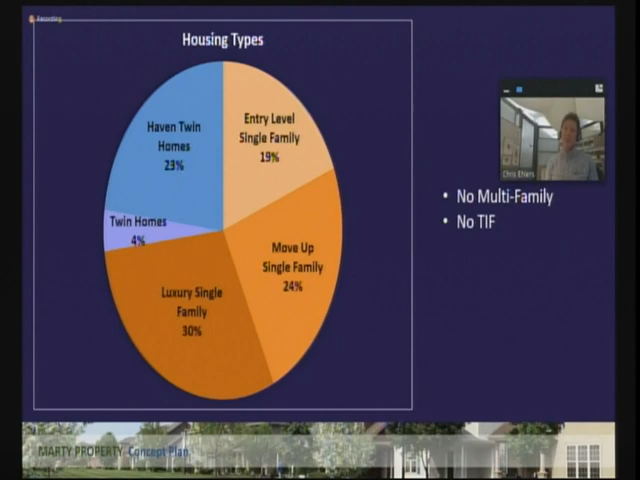 Recording
Housing Types
Haven Twin
Homes
23%
Entry Level
Single Family
19%
Twin Homes
4%
Move Up
Single Family
24%
Luxury Single
Family
30%
Chris Ehlers
• No Multi-Family
• No TIF
MARTY PROPERTY Concept Plan